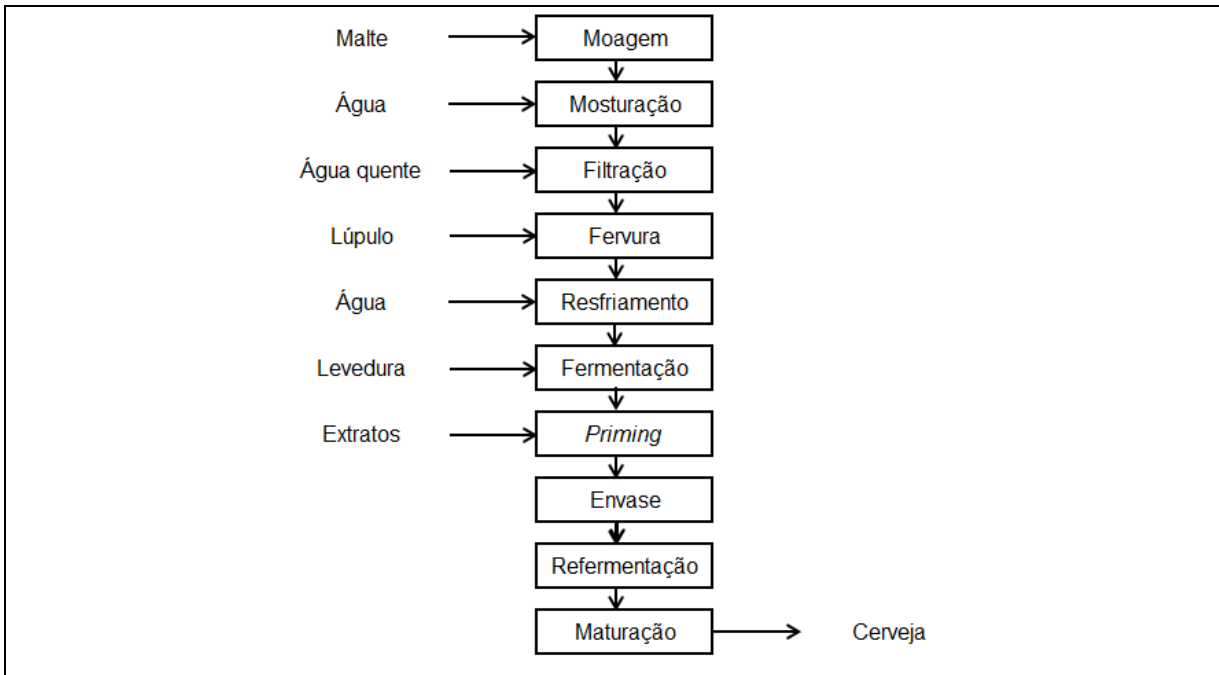 Malte Moagem
Água Mosturação
Água quente Filtração
Lúpulo Fervura
Água Resfriamento
Levedura Fermentação
Extratos Priming
Envase
Refermentação
Maturação Cerveja